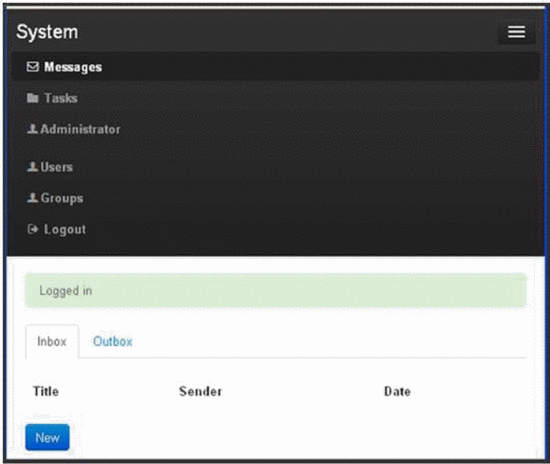 System
Messages
Tasks
Administrator
Users
Groups
Logout
Logged in
Inbox Outbox
Title Sender Date
New